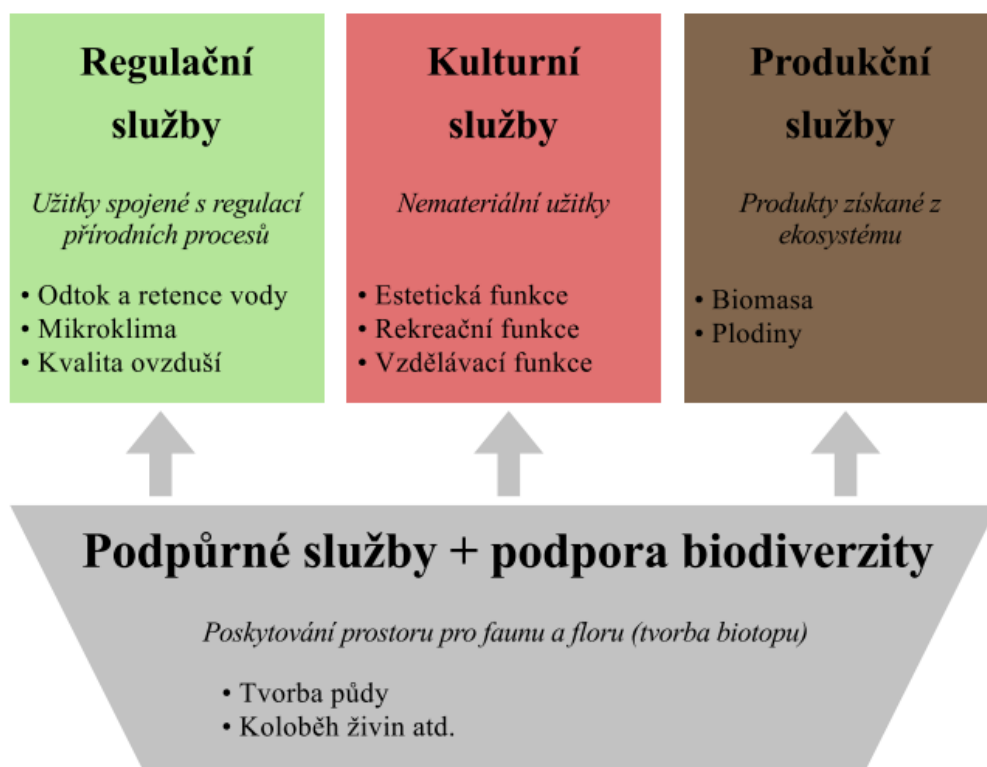 Regulační
služby
Užitky spojené s regulací
přírodních procesů
• Odtok a retence vody
• Mikroklima
• Kvalita ovzduší
Kulturní
služby
Nemateriální užitky
• Estetická funkce
• Rekreační funkce
• Vzdělávací funkce
Produkční
služby
Produkty získané z
ekosystému
• Biomasa
• Plodiny
Podpůrné služby + podpora biodiverzity
Poskytování prostoru pro faunu a floru (tvorba biotopu)
• Tvorba půdy
• Koloběh živin atd.